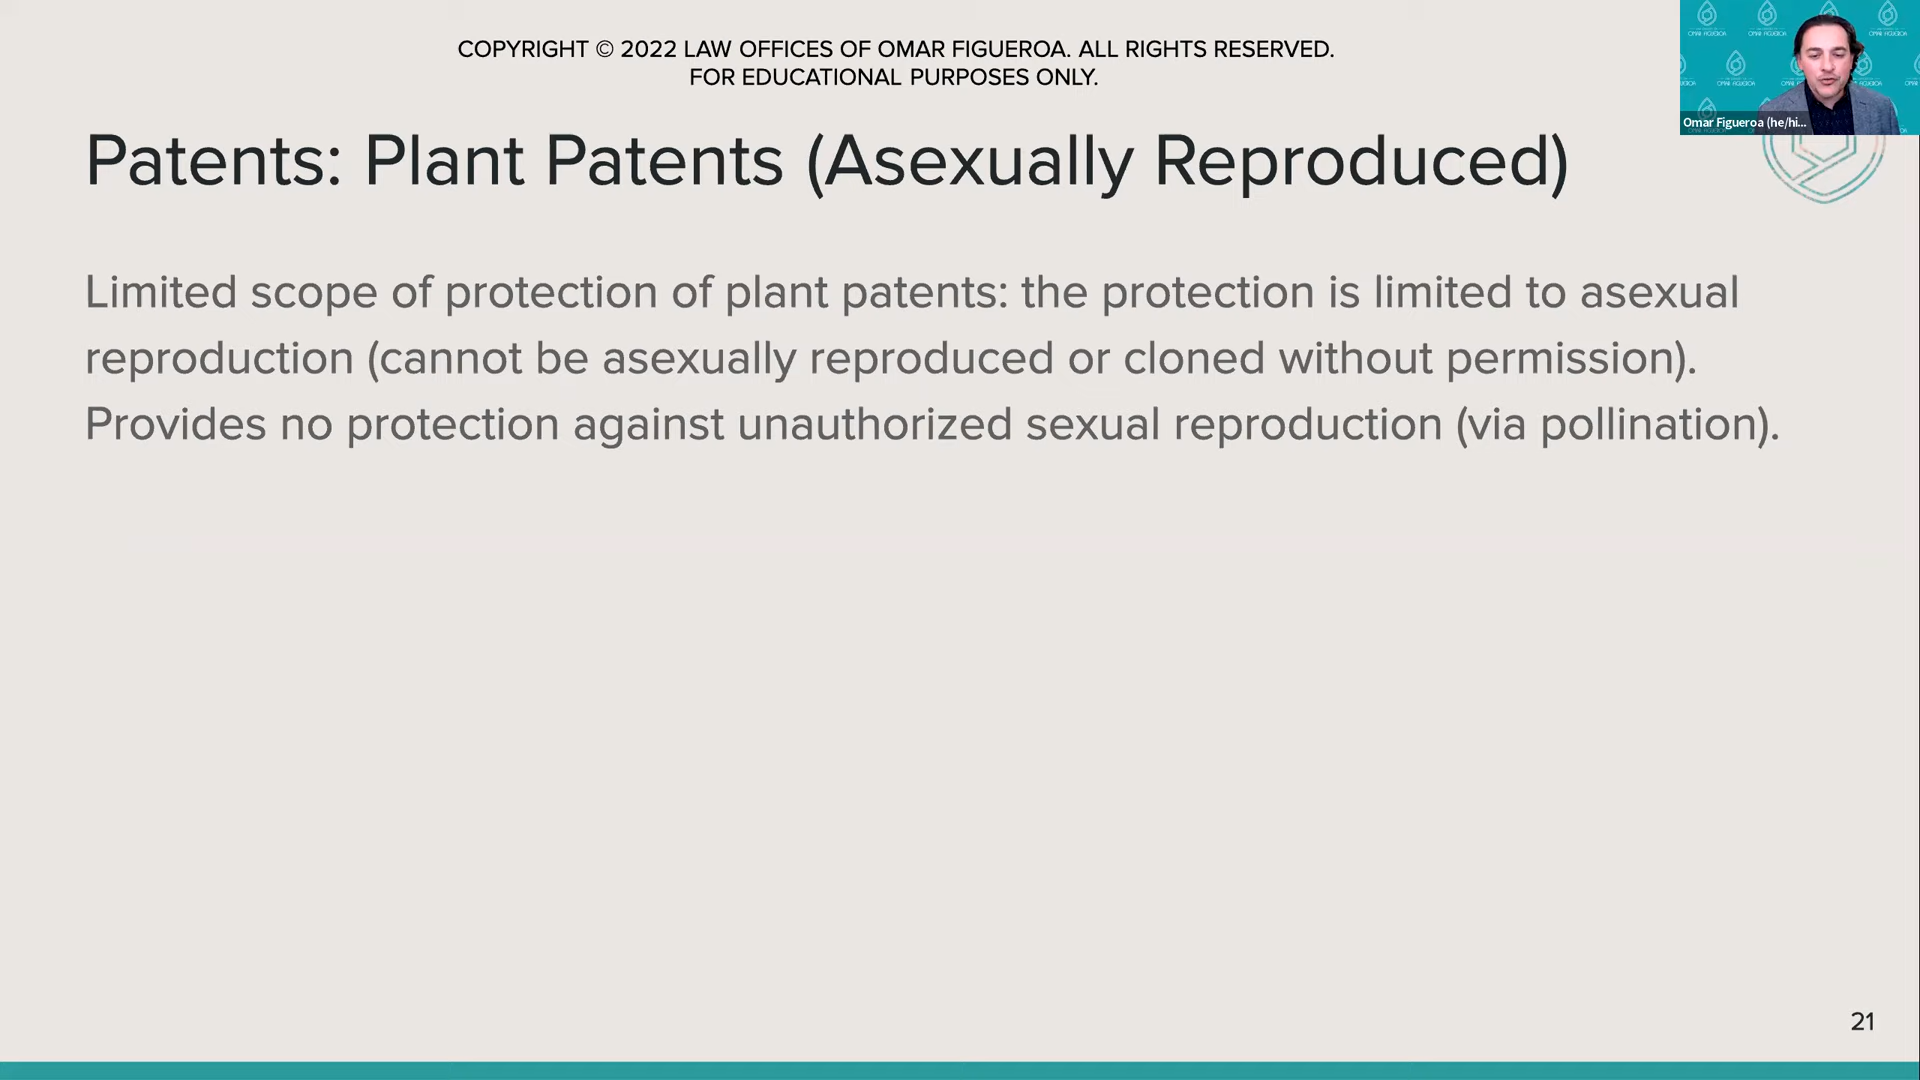 COPYRIGHT © 2022 LAW OFFICES OF OMAR FIGUEROA. ALL RIGHTS RESERVED.
FOR EDUCATIONAL PURPOSES ONLY.
Omar Figueroa (he/hi...
Patents: Plant Patents (Asexually Reproduced)
Limited scope of protection of plant patents: the protection is limited to asexual
reproduction (cannot be asexually reproduced or cloned without permission).
Provides no protection against unauthorized sexual reproduction (via pollination).
21